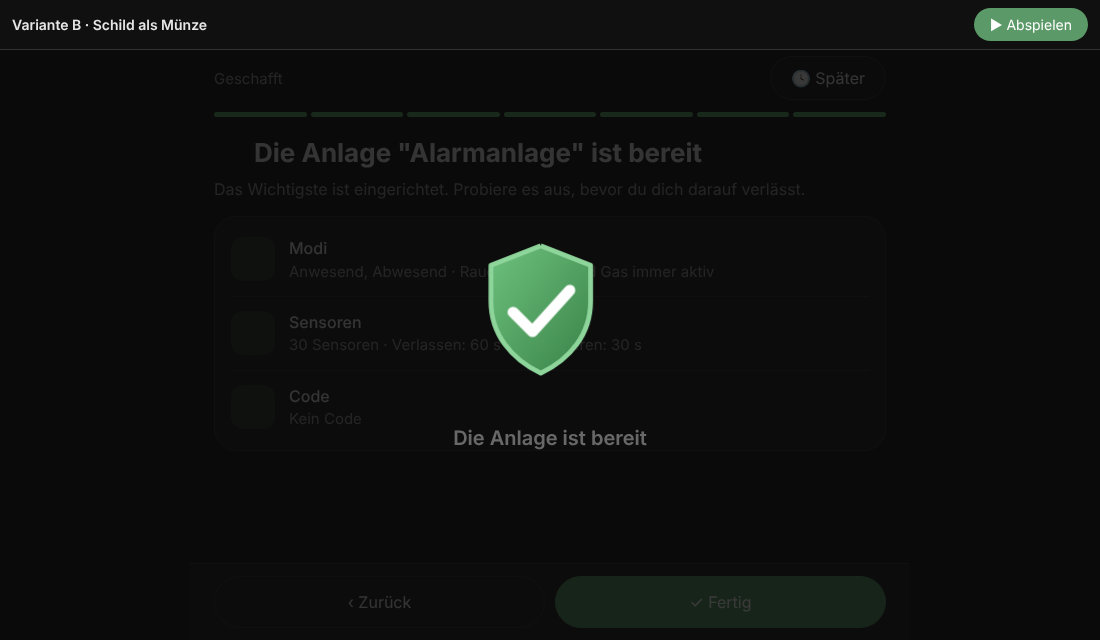 Variante B · Schild als Münze
▶ Abspielen
Geschafft
Später
Die Anlage "Alarmanlage" ist bereit
Das Wichtigste ist eingerichtet. Probiere es aus, bevor du dich darauf verlässt.
Modi
Anwesend, Abwesend · Gas immer aktiv
Sensoren
30 Sensoren · Verlassen: 60 s 30 s
Code
Kein Code
Die Anlage ist bereit
‹ Zurück
✓ Fertig